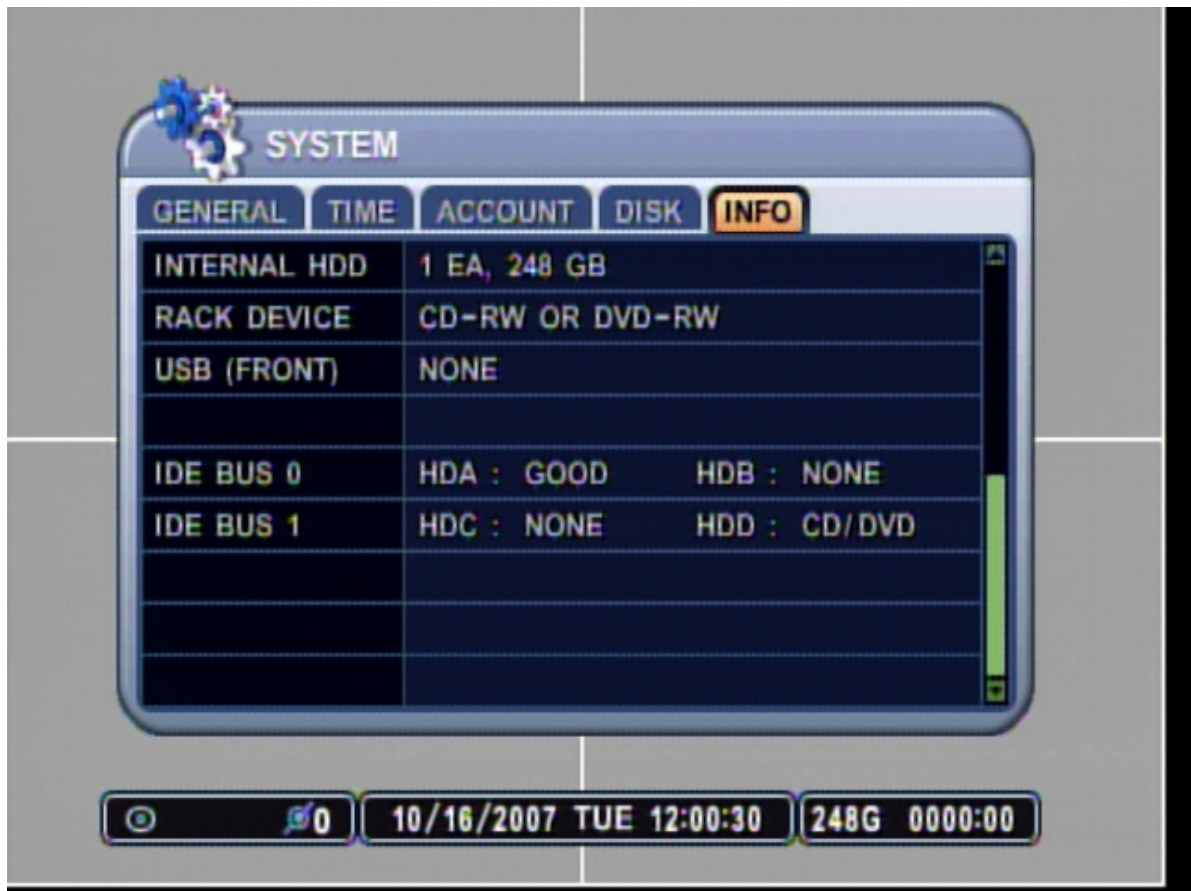 SYSTEM
GENERAL TIME ACCOUNT DISK INFO
INTERNAL HDD 1 EA, 248 GB
RACK DEVICE CD-RW OR DVD-RW
USB (FRONT) NONE
IDE BUS 0 HDA : GOOD HDB : NONE
IDE BUS 1 HDC : NONE HDD : CD/DVD
0 10/16/2007 TUE 12:00:30 248G 0000:00